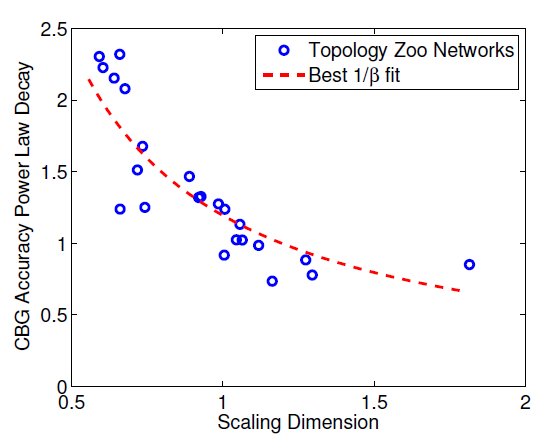 2.5
2
1.5
1
0.5
0
CBG Accuracy Power Law Decay
Topology Zoo Networks
Best 1/β fit
0.5 1 1.5 2
Scaling Dimension